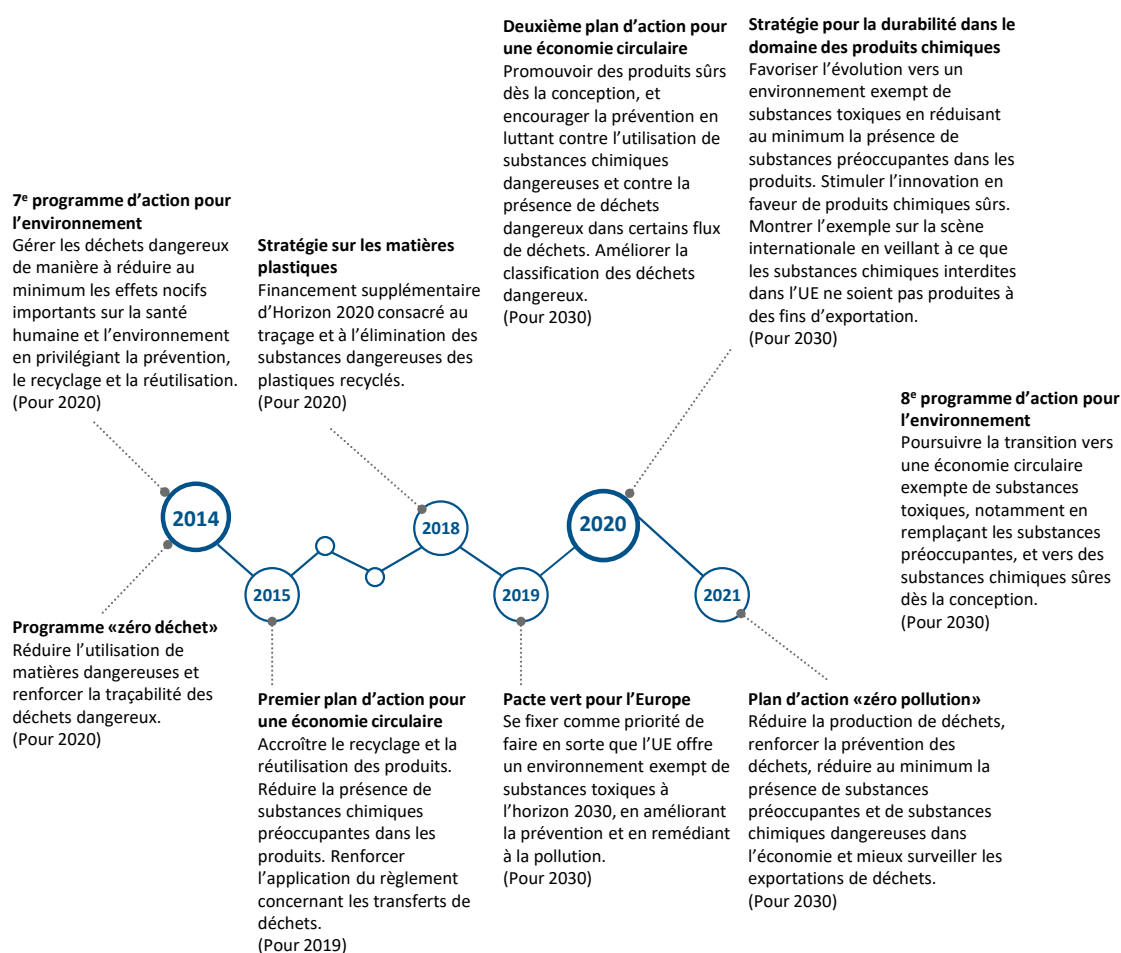 Deuxième plan d’action pour
une économie circulaire
Promouvoir des produits sûrs
dès la conception, et
encourager la prévention en
luttant contre l’utilisation de
substances chimiques
dangereuses et contre la
présence de déchets
dangereux dans certains flux
de déchets. Améliorer la
classification des déchets
dangereux.
(Pour 2030)
Stratégie pour la durabilité dans le
domaine des produits chimiques
Favoriser l’évolution vers un
environnement exempt de
substances toxiques en réduisant
au minimum la présence de
substances préoccupantes dans les
produits. Stimuler l’innovation en
faveur de produits chimiques sûrs.
Montrer l’exemple sur la scène
internationale en veillant à ce que
les substances chimiques interdites
dans l’UE ne soient pas produites à
des fins d’exportation.
(Pour 2030)
7e programme d’action pour
l’environnement
Gérer les déchets dangereux
de manière à réduire au
minimum les effets nocifs
importants sur la santé
humaine et l’environnement
en privilégiant la prévention,
le recyclage et la réutilisation.
(Pour 2020)
Stratégie sur les matières
plastiques
Financement supplémentaire
d’Horizon 2020 consacré au
traçage et à l’élimination des
substances dangereuses des
plastiques recyclés.
(Pour 2020)
8e programme d’action pour
l’environnement
Poursuivre la transition vers
une économie circulaire
exempte de substances
toxiques, notamment en
remplaçant les substances
préoccupantes, et vers des
substances chimiques sûres
dès la conception.
(Pour 2030)
2014
2015
2018
2019
2020
2021
Programme «zéro déchet»
Réduire l’utilisation de
matières dangereuses et
renforcer la traçabilité des
déchets dangereux.
(Pour 2020)
Premier plan d’action pour
une économie circulaire
Accroître le recyclage et la
réutilisation des produits.
Réduire la présence de
substances chimiques
préoccupantes dans les
produits. Renforcer
l’application du règlement
concernant les transferts de
déchets.
(Pour 2019)
Pacte vert pour l’Europe
Se fixer comme priorité de
faire en sorte que l’UE offre
un environnement exempt de
substances toxiques à
l’horizon 2030, en améliorant
la prévention et en remédiant
à la pollution.
(Pour 2030)
Plan d’action «zéro pollution»
Réduire la production de déchets,
renforcer la prévention des
déchets, réduire au minimum la
présence de substances
préoccupantes et de substances
chimiques dangereuses dans
l’économie et mieux surveiller les
exportations de déchets.
(Pour 2030)